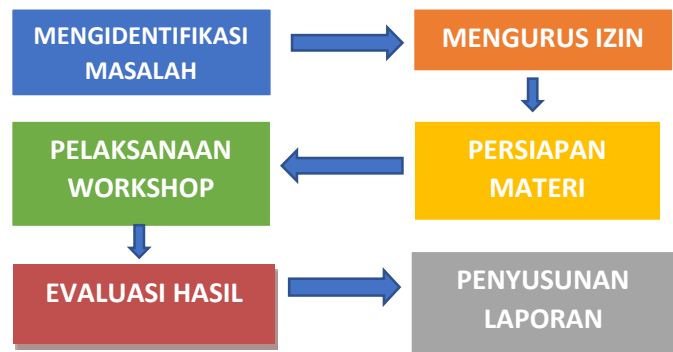 MENGIDENTIFIKASI
MASALAH
MENGURUS IZIN
PERSIAPAN
MATERI
PELAKSANAAN
WORKSHOP
EVALUASI HASIL
PENYUSUNAN
LAPORAN